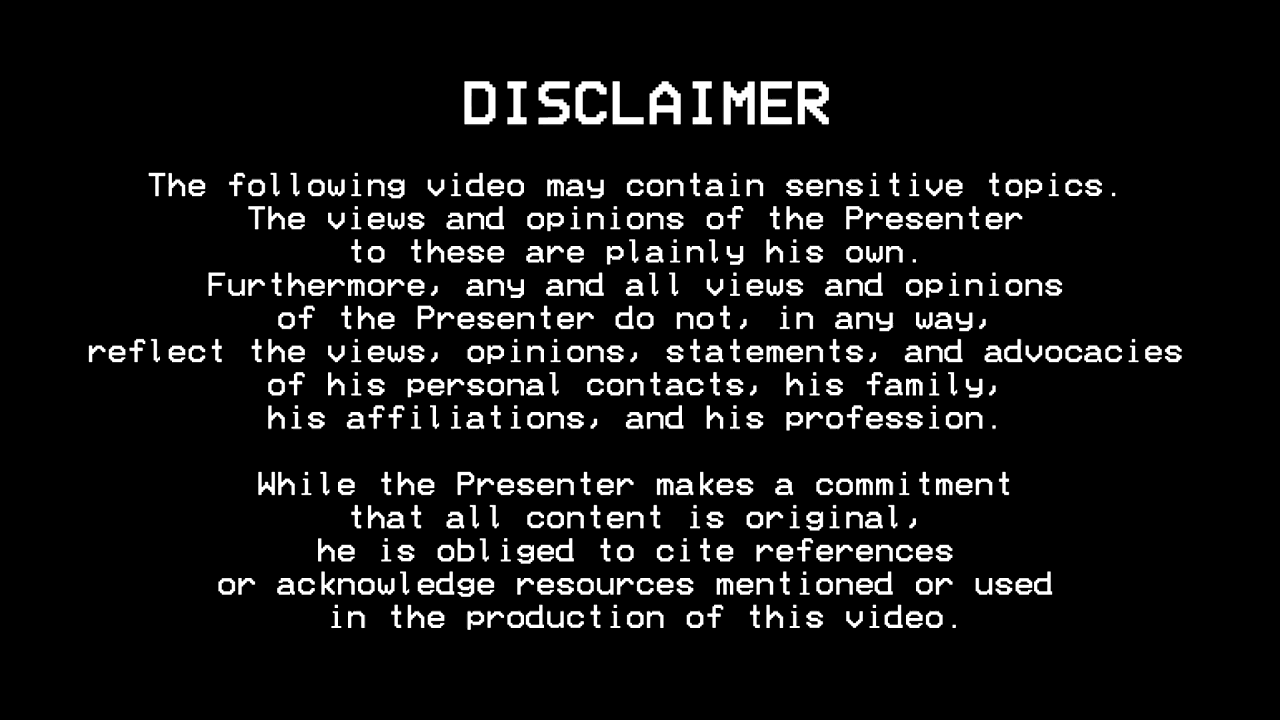 DISCLAIMER
The following video may contain sensitive topics.
The views and opinions of the Presenter
to these are plainly his own.
Furthermore, any and all views and opinions
of the Presenter do not, in any way,
reflect the views, opinions, statements, and advocacies
of his personal contacts, his family,
his affiliations, and his profession.
While the Presenter makes a commitment
that all content is original,
he is obliged to cite references
or acknowledge resources mentioned or used
in the production of this video.